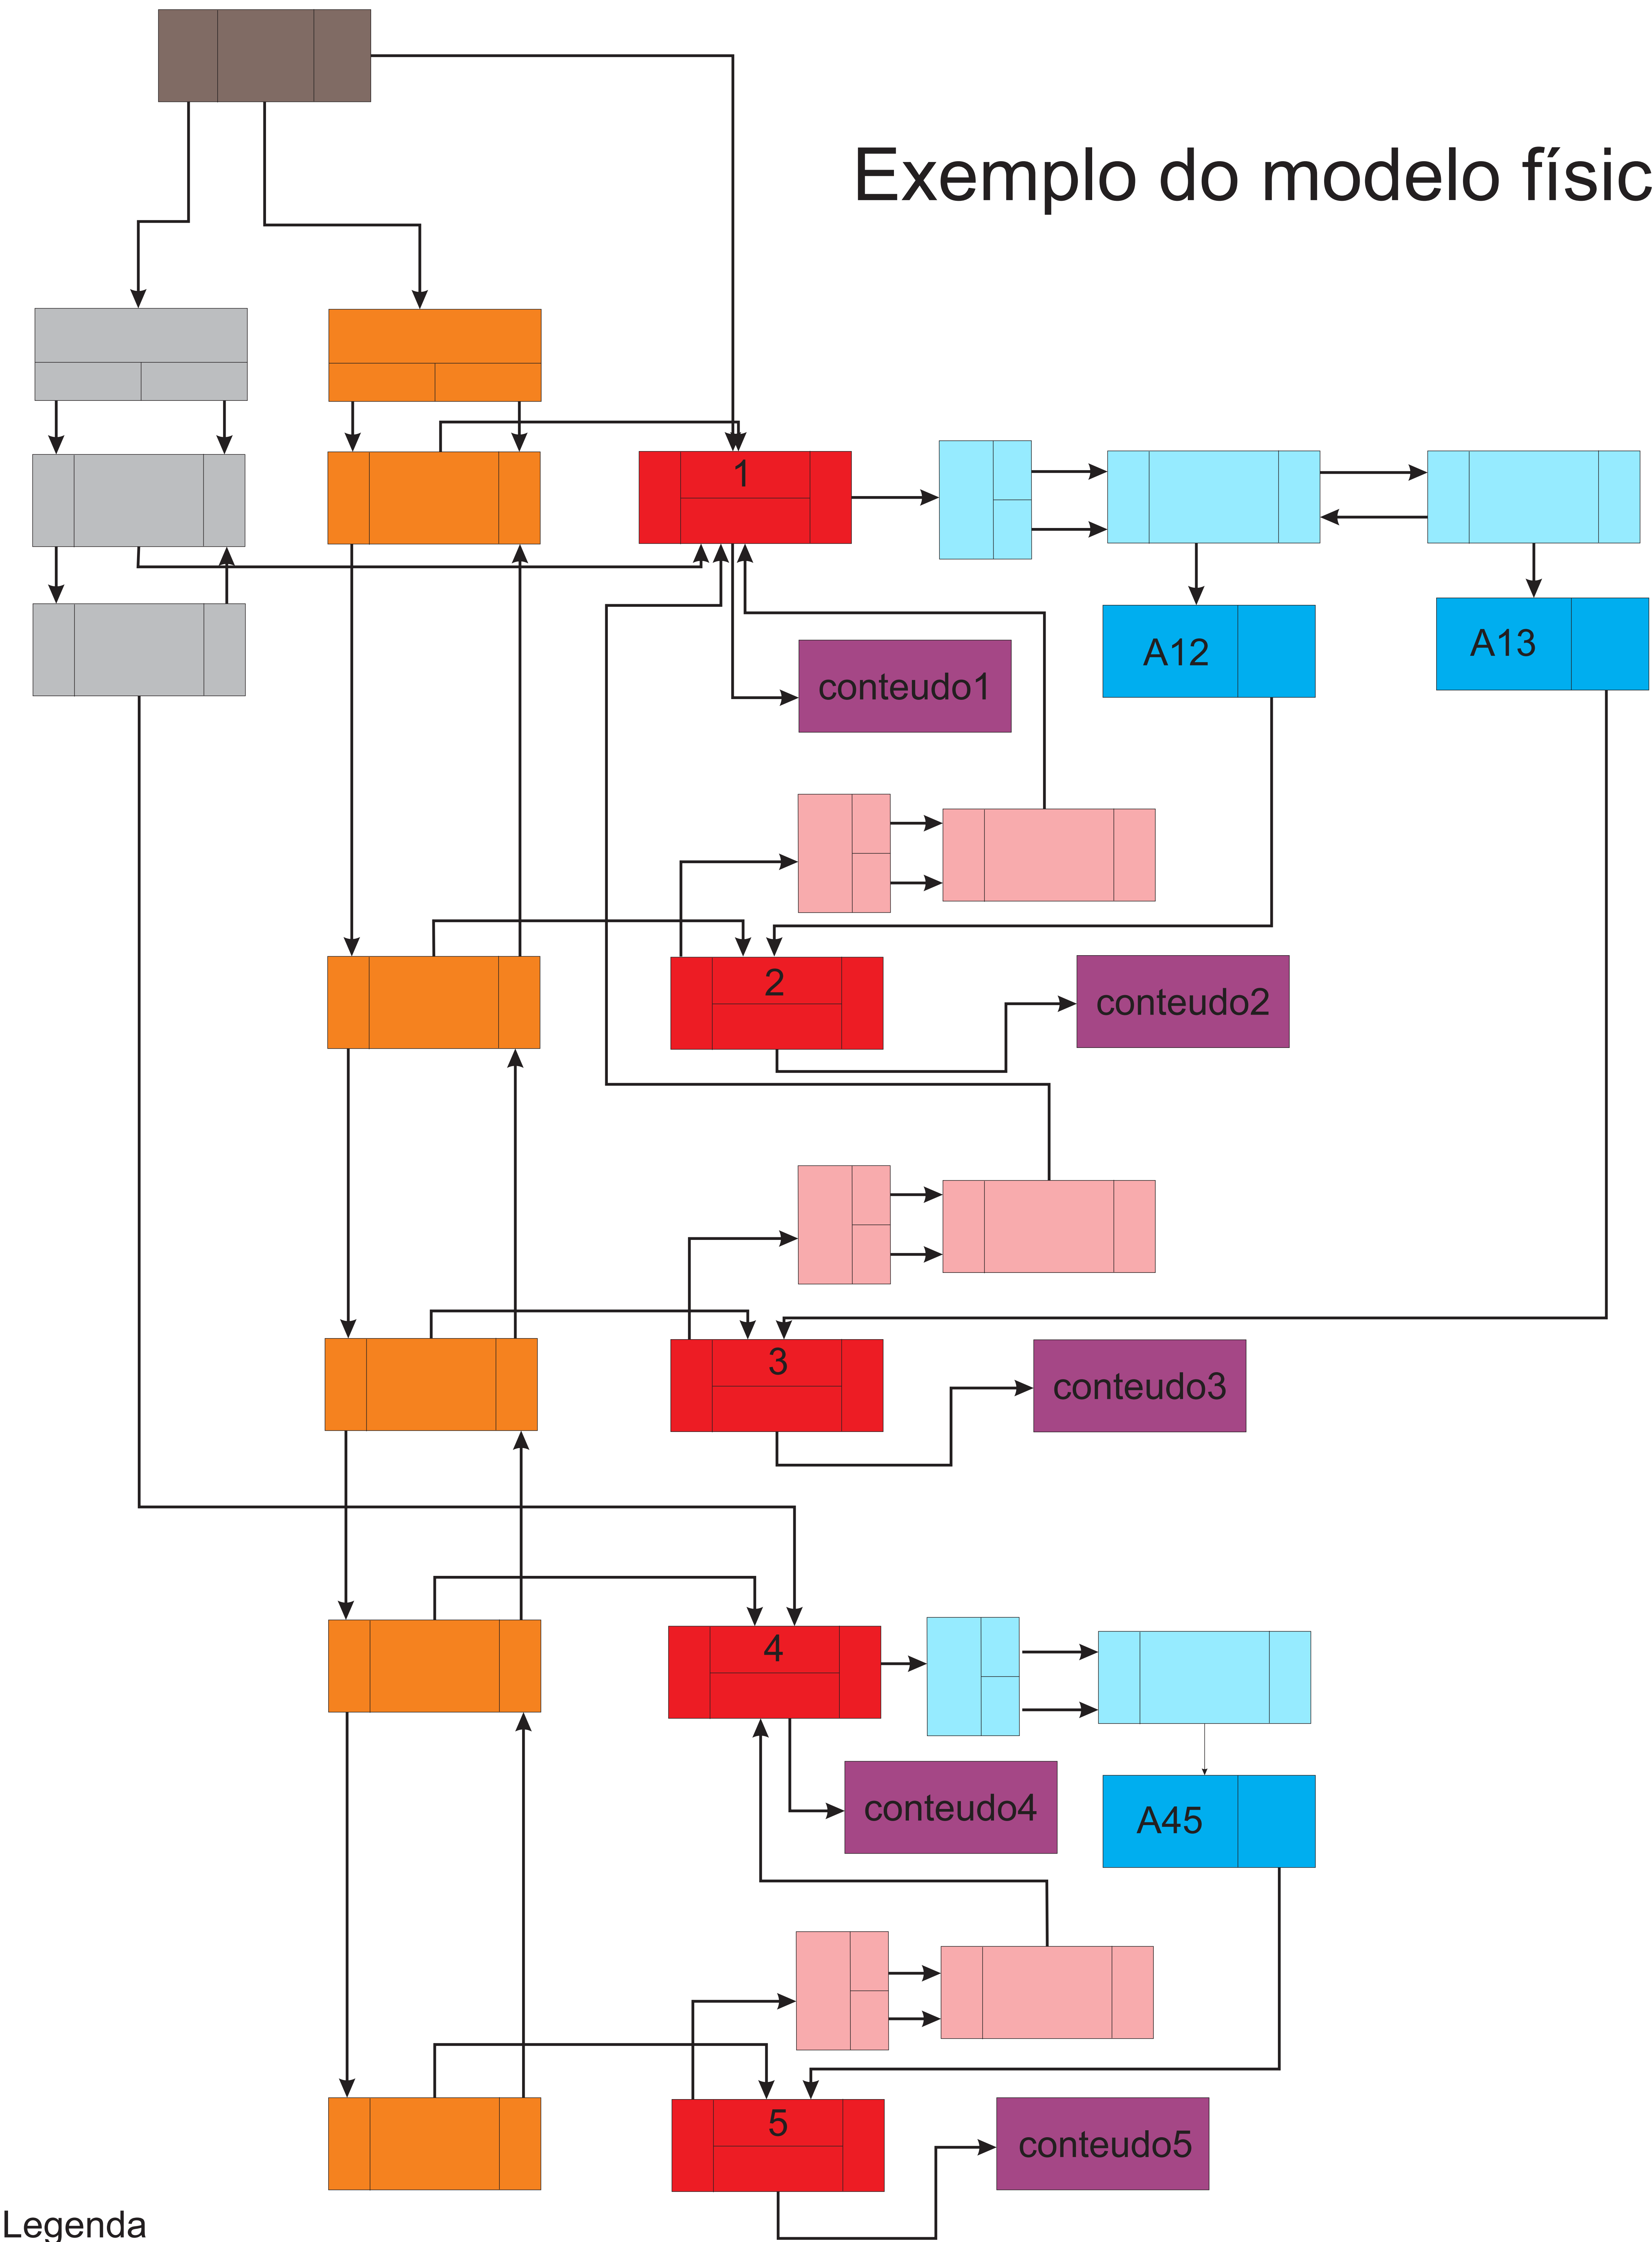 Exemplo do modelo físic
1
A12
A13
conteudo1
2
conteudo2
3
conteudo3
4
conteudo4
A45
5
conteudo5
Legenda